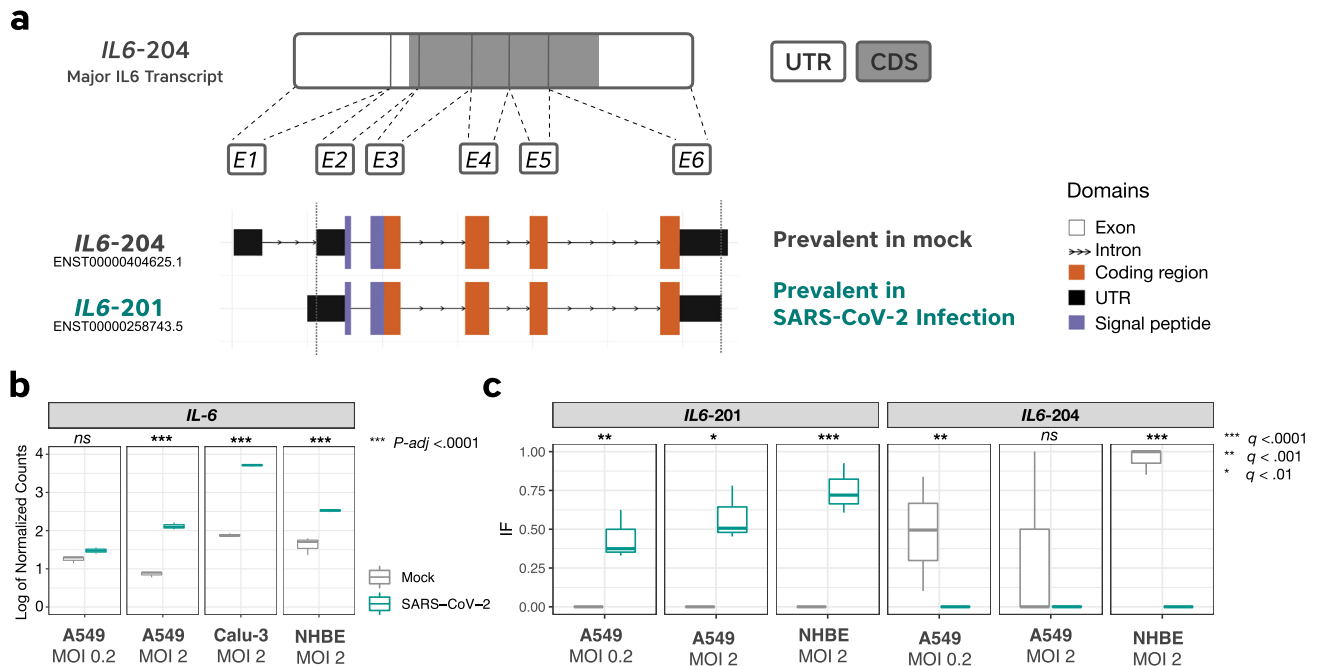 a
IL6-204
Major IL6 Transcript
UTR
CDS
E1
E2
E3
E4
E5
E6
IL6-204
ENST00000404625.1
Prevalent in mock
IL6-201
ENST00000258743.5
Prevalent in
SARS-CoV-2 Infection
Domains
Exon
Intron
Coding region
UTR
Signal peptide
b
IL-6
ns
***
***
***
*** P-adj <.0001
Log of Normalized Counts
4
3
2
1
0
A549
MOI 0.2
A549
MOI 2
Calu-3
MOI 2
NHBE
MOI 2
Mock
SARS–CoV–2
c
IL6-201
IL6-204
**
*
***
**
ns
***
*** q <.0001
** q < .001
* q < .01
IF
1.00
0.75
0.50
0.25
0.00
A549
MOI 0.2
A549
MOI 2
NHBE
MOI 2
A549
MOI 0.2
A549
MOI 2
NHBE
MOI 2